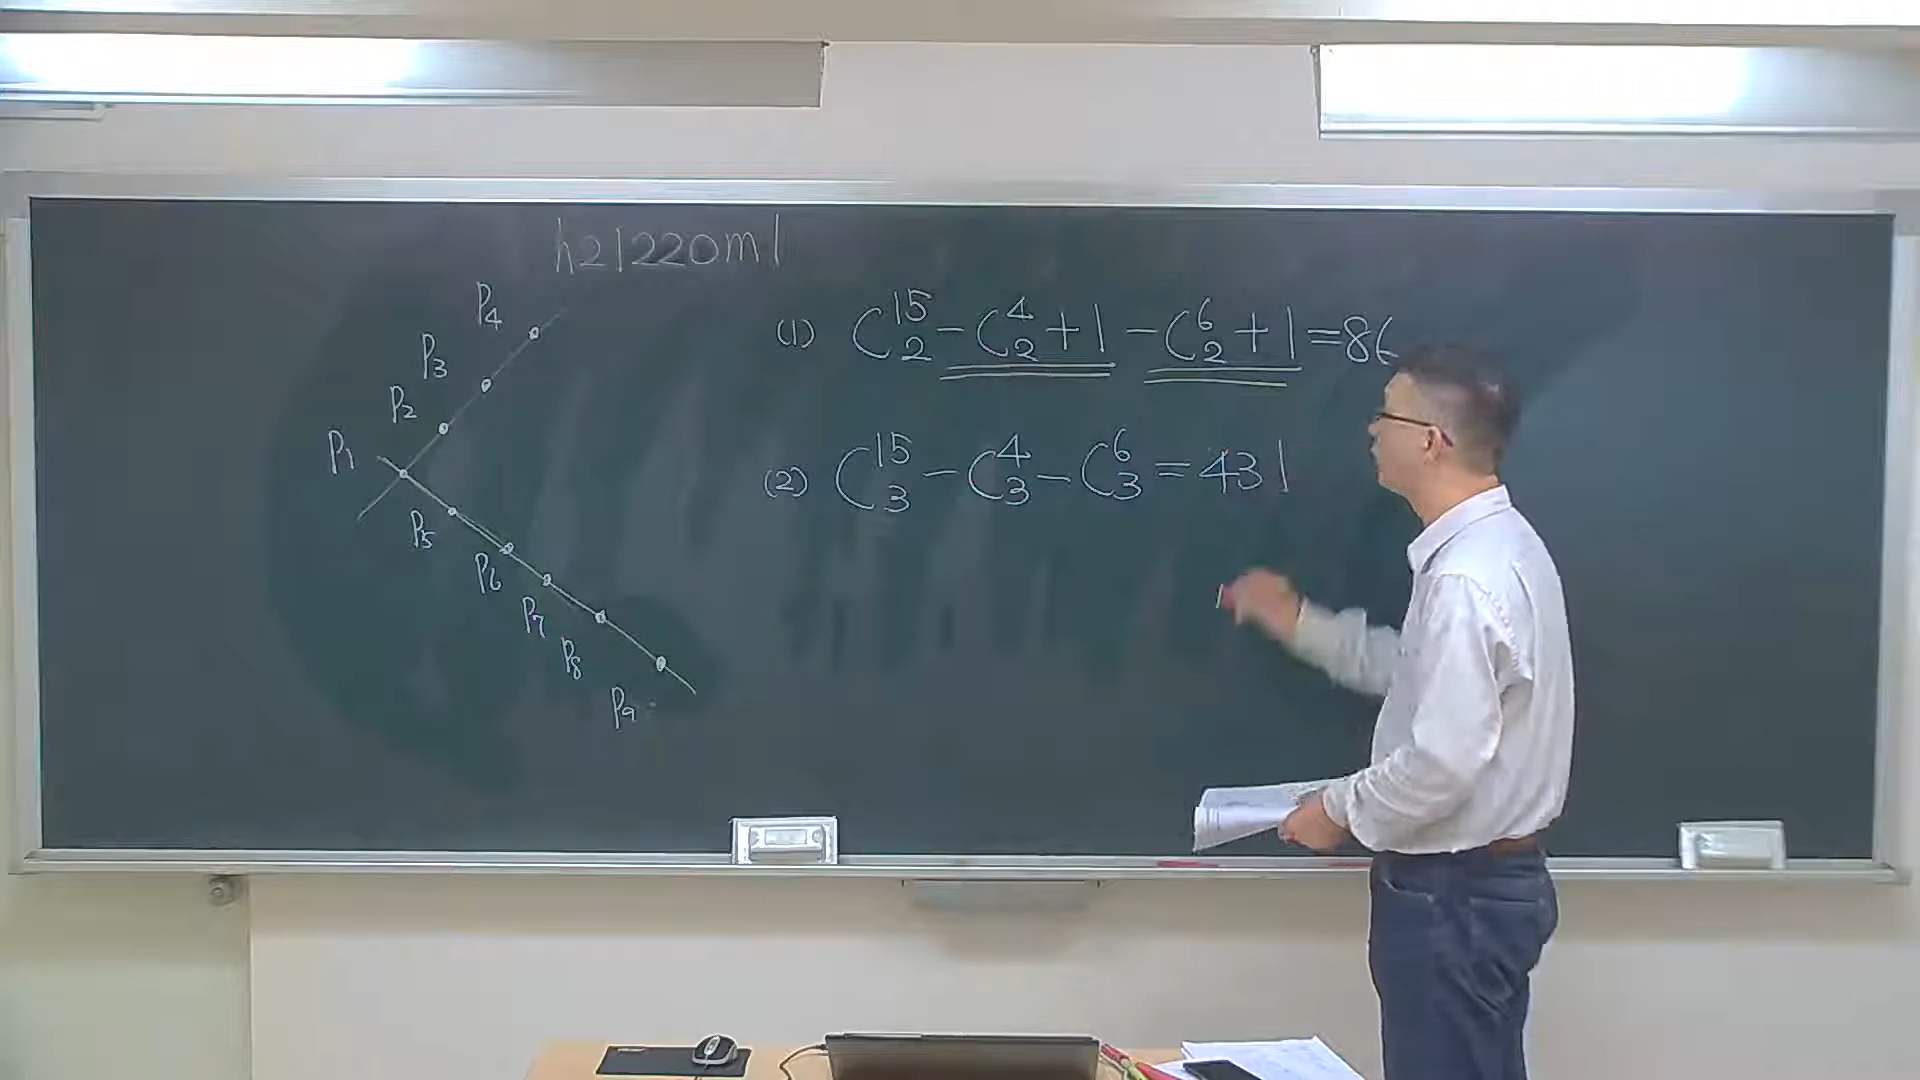 h21220ml
P4
P3
P2
P1
P5
P6
P7
P8
P9
(1) C^15_2 - C^4_2 + 1 - C^6_2 + 1 = 86
(2) C^15_3 - C^4_3 - C^6_3 = 431